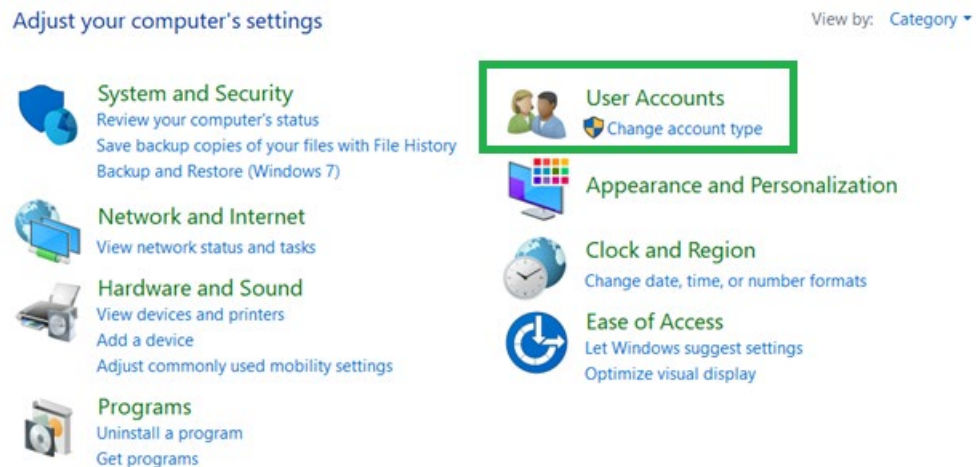 Adjust your computer's settings
View by: Category
System and Security
Review your computer's status
Save backup copies of your files with File History
Backup and Restore (Windows 7)
Network and Internet
View network status and tasks
Hardware and Sound
View devices and printers
Add a device
Adjust commonly used mobility settings
Programs
Uninstall a program
Get programs
User Accounts
Change account type
Appearance and Personalization
Clock and Region
Change date, time, or number formats
Ease of Access
Let Windows suggest settings
Optimize visual display